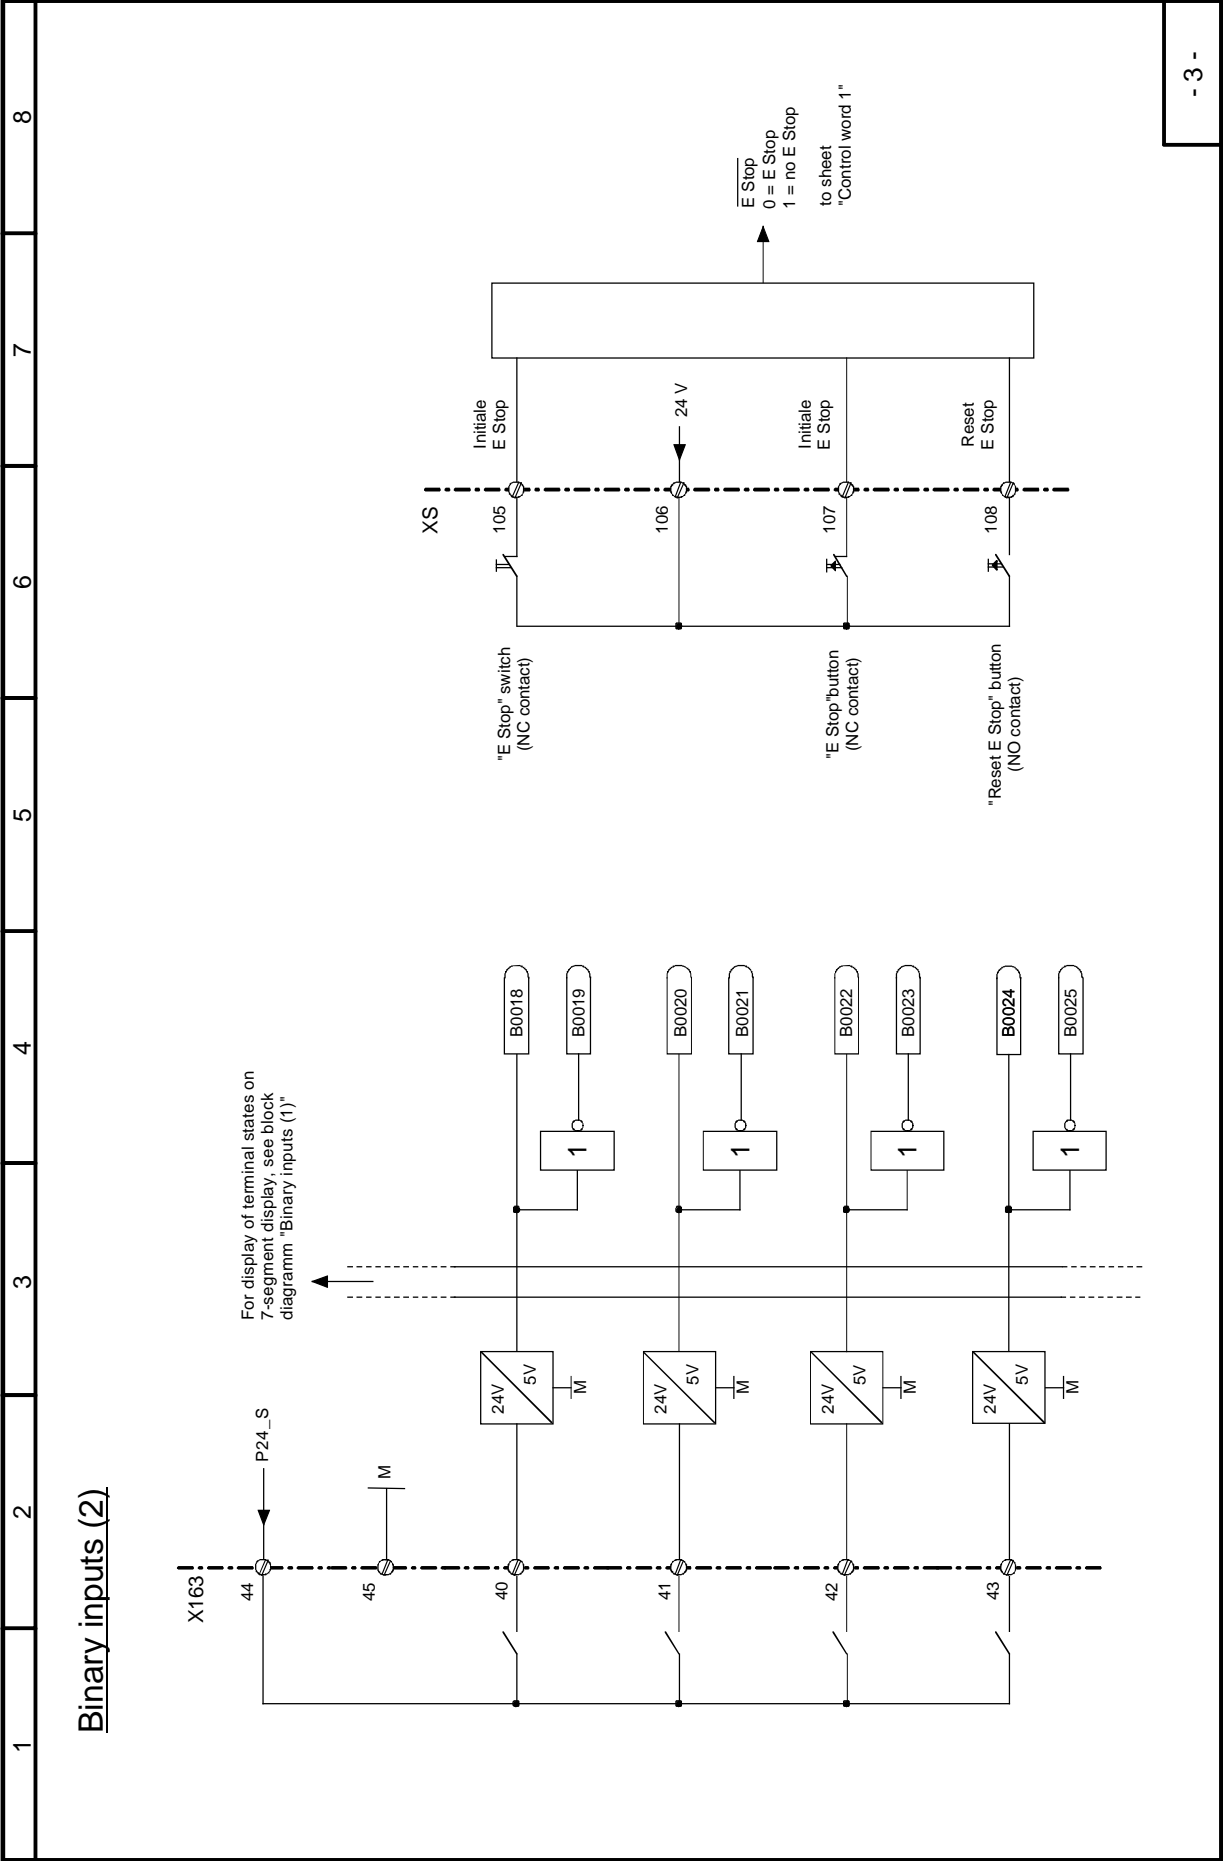 1
2
3
4
5
6
7
8
Binary inputs (2)
X163
44
P24_S
45
M
For display of terminal states on
7-segment display, see block
diagramm "Binary inputs (1)"
40
24V
5V
M
1
B0018
B0019
41
24V
5V
M
1
B0020
B0021
42
24V
5V
M
1
B0022
B0023
43
24V
5V
M
1
B0024
B0025
XS
"E Stop" switch
(NC contact)
105
Initiale
E Stop
106
24 V
"E Stop"button
(NC contact)
107
Initiale
E Stop
"Reset E Stop" button
(NO contact)
108
Reset
E Stop
E Stop
0 = E Stop
1 = no E Stop
to sheet
"Control word 1"
- 3 -